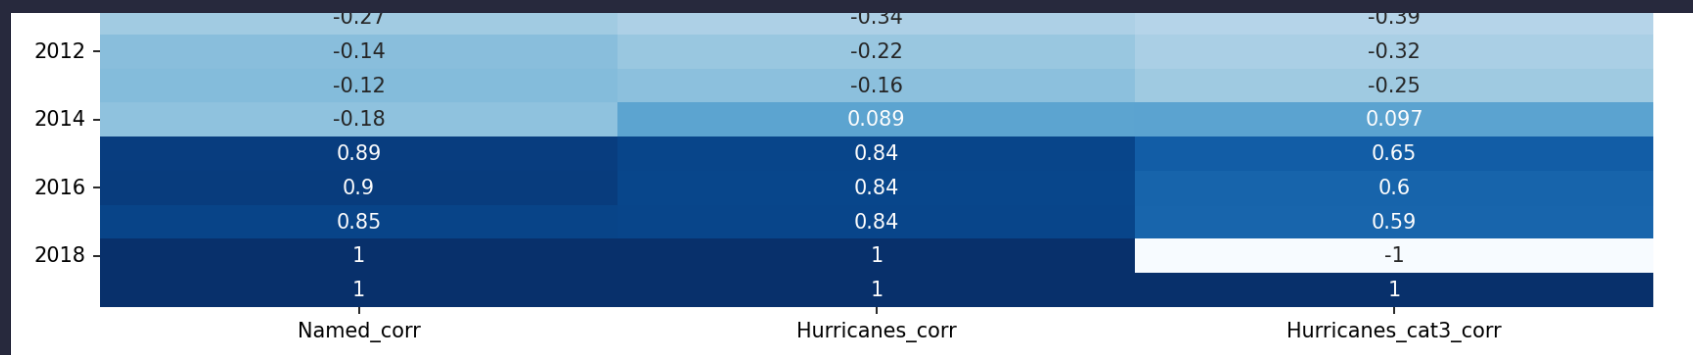 -0.27 -0.34 -0.39
2012 -0.14 -0.22 -0.32
-0.12 -0.16 -0.25
2014 -0.18 0.089 0.097
0.89 0.84 0.65
2016 0.9 0.84 0.6
0.85 0.84 0.59
2018 1 1 -1
1 1 1
Named_corr Hurricanes_corr Hurricanes_cat3_corr